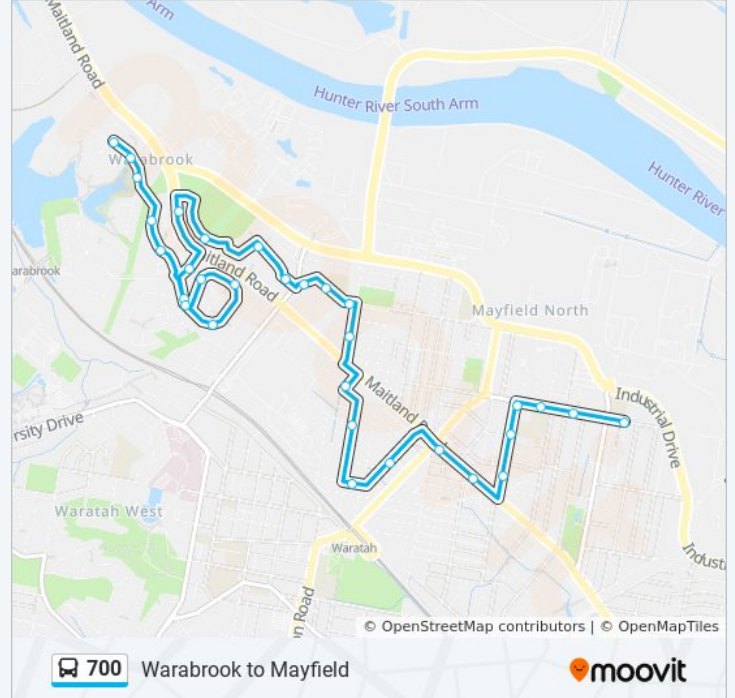 Arm
Maitland Road
Hunter River South Arm
Warabrook
Hunter River
arabrook
aitland Road
Mayfield North
Industrial Drive
Maitland R
rsity Drive
Waratah West
Waratah
Industr
on Road
© OpenStreetMap contributors | © OpenMapTiles
700 Warabrook to Mayfield moovit